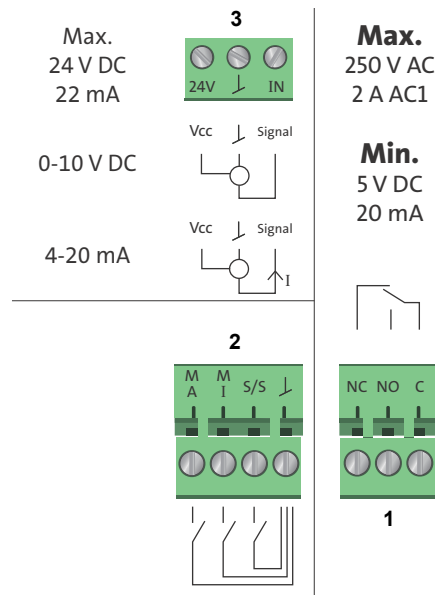 3
Max.
24 V DC
22 mA
24V IN
Vcc Signal
0-10 V DC
Vcc Signal
4-20 mA
I
Max.
250 V AC
2 A AC1
Min.
5 V DC
20 mA
2
M M
A I S/S
NC NO C
1